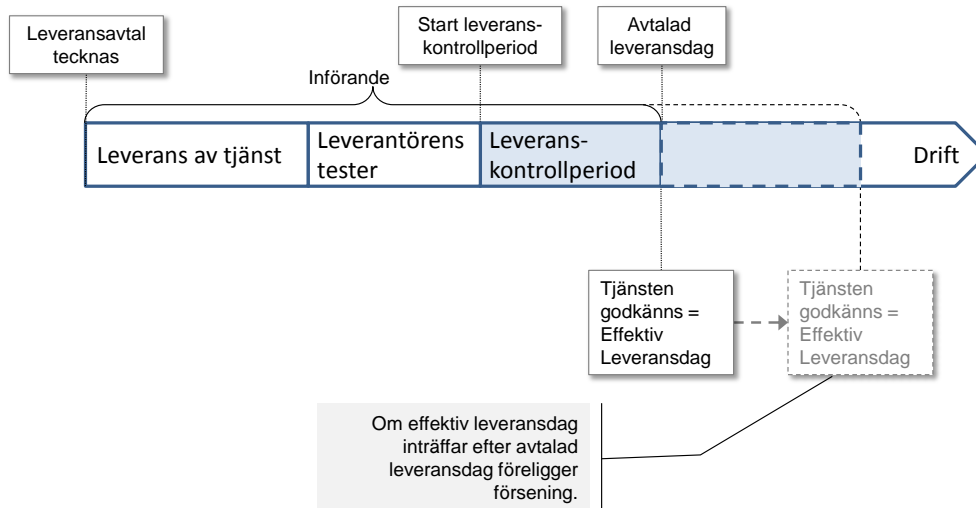 Leveransavtal
tecknas
Start leverans-
kontrollperiod
Avtalad
leveransdag
Införande
Leverans av tjänst
Leverantörens
tester
Leverans-
kontrollperiod
Drift
Tjänsten
godkänns =
Effektiv
Leveransdag
Tjänsten
godkänns =
Effektiv
Leveransdag
Om effektiv leveransdag
inträffar efter avtalad
leveransdag föreligger
försening.